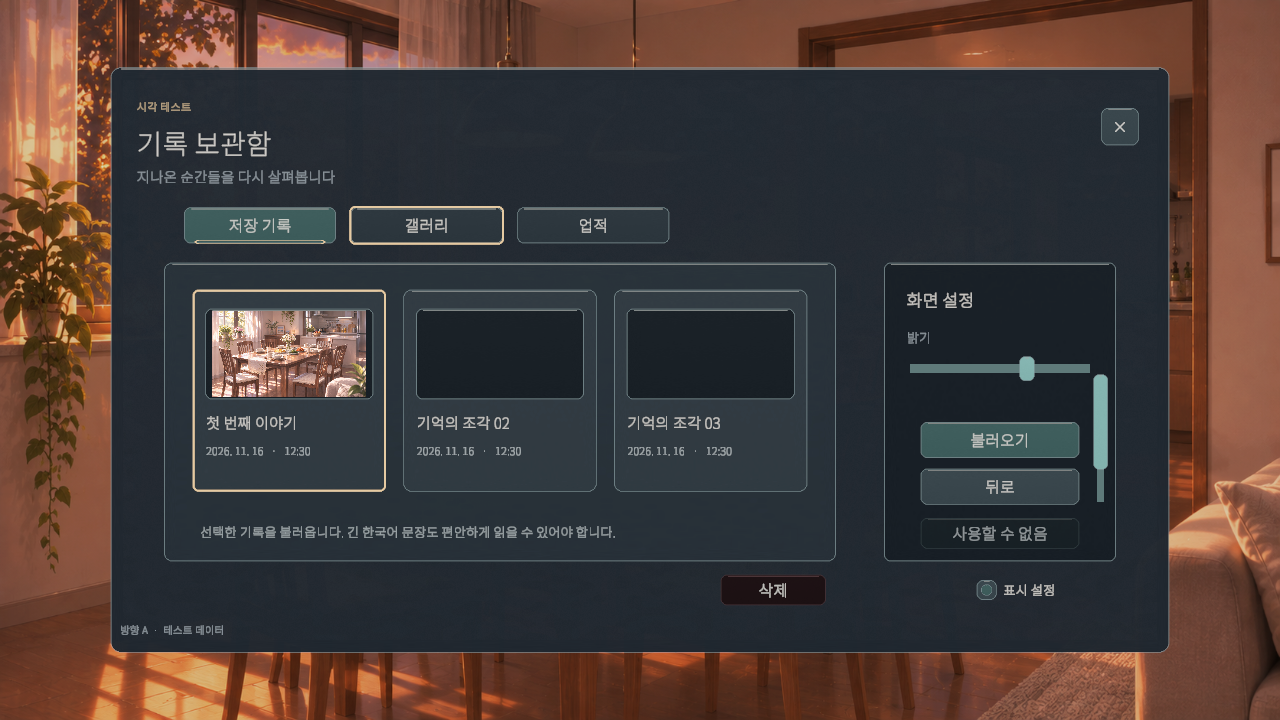 시각 테스트
기록 보관함
지나온 순간들을 다시 살펴봅니다
×
저장 기록
갤러리
업적
첫 번째 이야기
2026. 11. 16 · 12:30
기억의 조각 02
2026. 11. 16 · 12:30
기억의 조각 03
2026. 11. 16 · 12:30
선택한 기록을 불러옵니다. 긴 한국어 문장도 편안하게 읽을 수 있어야 합니다.
화면 설정
밝기
불러오기
뒤로
사용할 수 없음
삭제
표시 설정
방향 A · 테스트 데이터